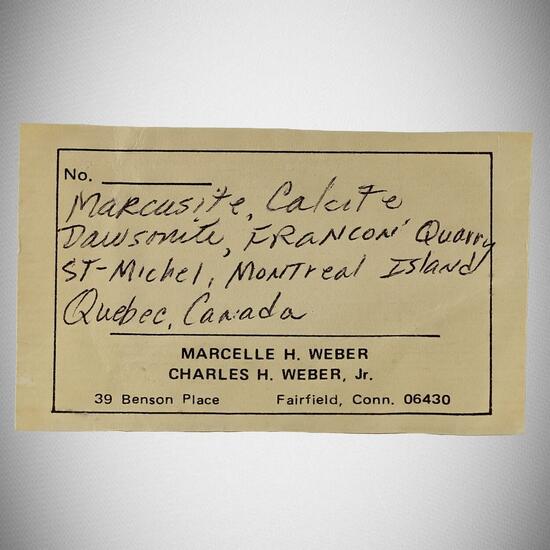 No.
Marcusite, Calcite
Dawsonite, FRANCON' Quarry
ST-Michel, MONTreal Island
Quebec, Canada
MARCELLE H. WEBER
CHARLES H. WEBER, Jr.
39 Benson Place Fairfield, Conn. 06430